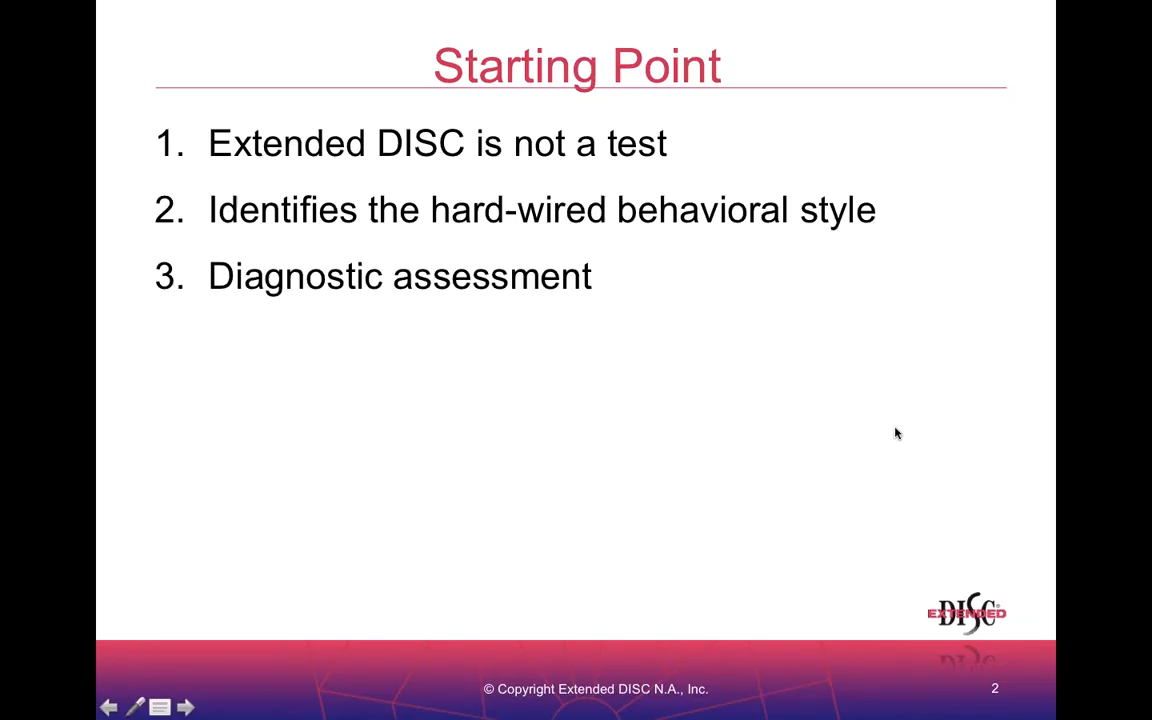 Starting Point
1. Extended DISC is not a test
2. Identifies the hard-wired behavioral style
3. Diagnostic assessment
DISC®
EXTENDED
© Copyright Extended DISC N.A., Inc.
2